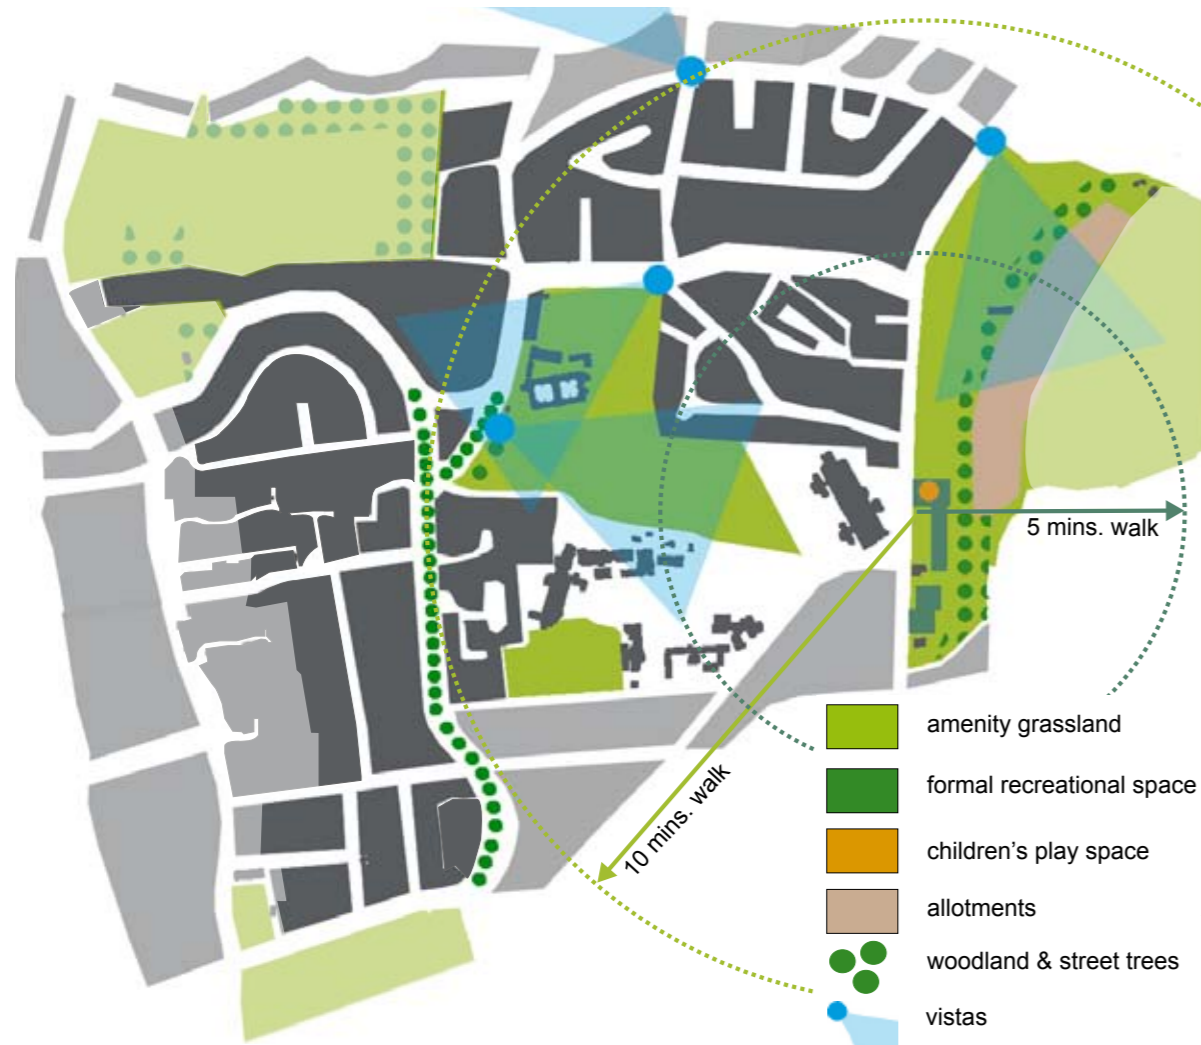 5 mins. walk
10 mins. walk
amenity grassland
formal recreational space
children's play space
allotments
woodland & street trees
vistas